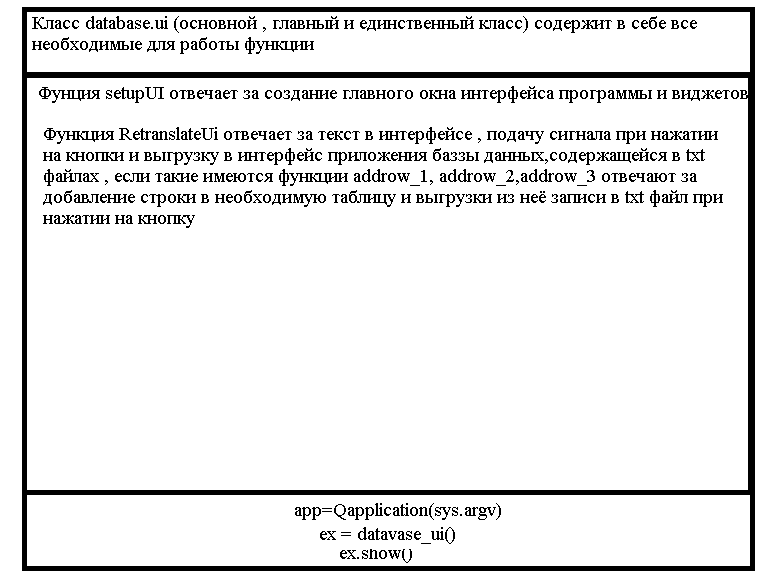 Класс database.ui (основной , главный и единственный класс) содержит в себе все
необходимые для работы функции
Фунция setupUI отвечает за создание главного окна интерфейса программы и виджетов
Функция RetranslateUi отвечает за текст в интерфейсе , подачу сигнала при нажатии
на кнопки и выгрузку в интерфейс приложения баззы данных,содержащейся в txt
файлах , если такие имеются функции addrow_1, addrow_2,addrow_3 отвечают за
добавление строки в необходимую таблицу и выгрузки из неё записи в txt файл при
нажатии на кнопку
app=Qapplication(sys.argv)
ex = datavase_ui()
ex.show()